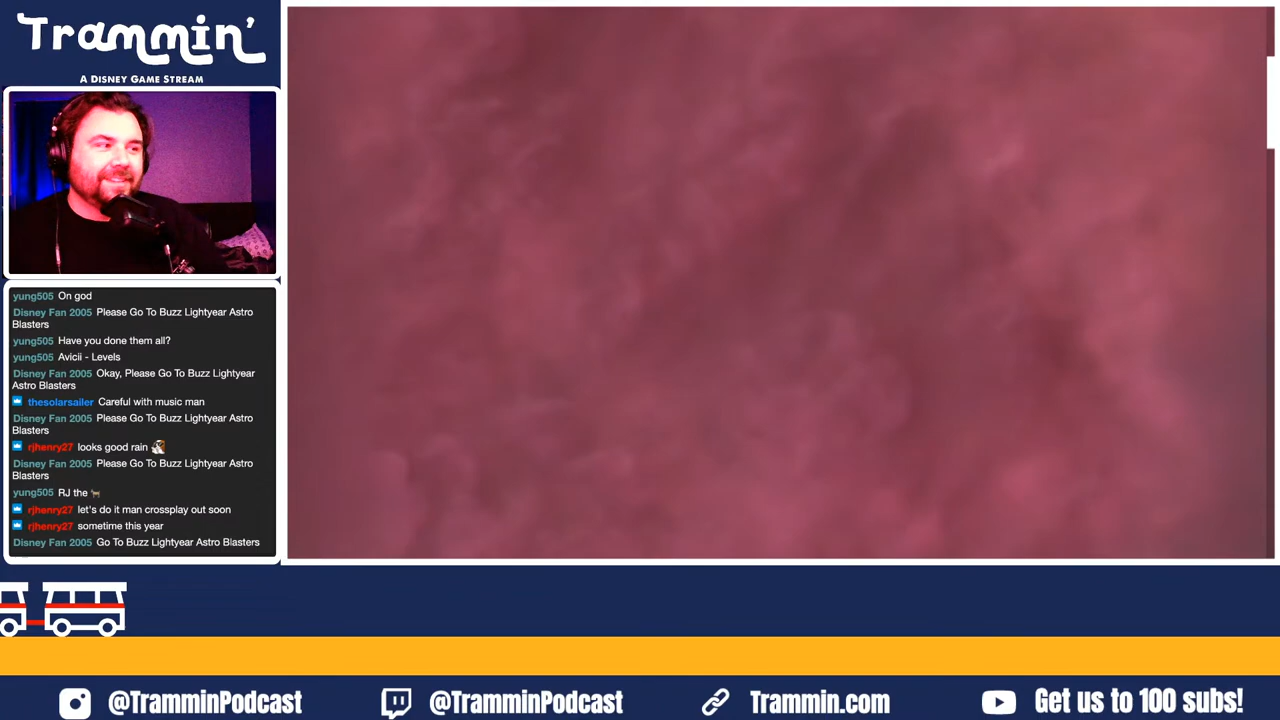 Trammin'
A DISNEY GAME STREAM
yung505 On god
Disney Fan 2005 Please Go To Buzz Lightyear Astro
Blasters
yung505 Have you done them all?
yung505 Avicii - Levels
Disney Fan 2005 Okay, Please Go To Buzz Lightyear
Astro Blasters
thesolarsailer Careful with music man
Disney Fan 2005 Please Go To Buzz Lightyear Astro
Blasters
rjhenry27 looks good rain
Disney Fan 2005 Please Go To Buzz Lightyear Astro
Blasters
yung505 RJ the
rjhenry27 let's do it man crossplay out soon
rjhenry27 sometime this year
Disney Fan 2005 Go To Buzz Lightyear Astro Blasters
@TramminPodcast @TramminPodcast Trammin.com Get us to 100 subs!